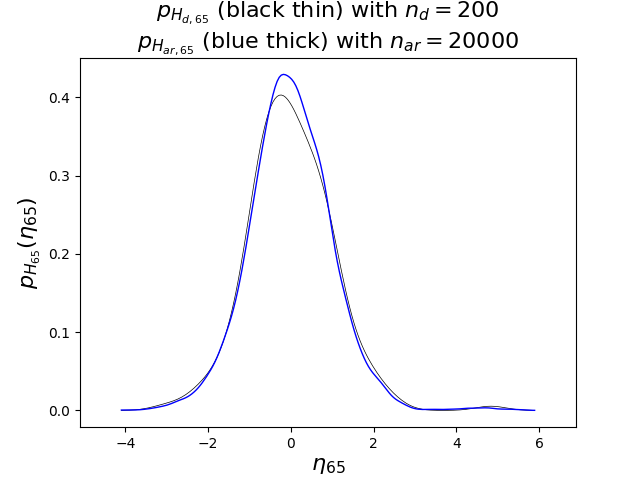 p_{H_{d,65}} (black thin) with n_d = 200
p_{H_{ar,65}} (blue thick) with n_{ar} = 20000
p_{H_{65}}(η_{65})
0.4
0.3
0.2
0.1
0.0
−4 −2 0 2 4 6
η_{65}